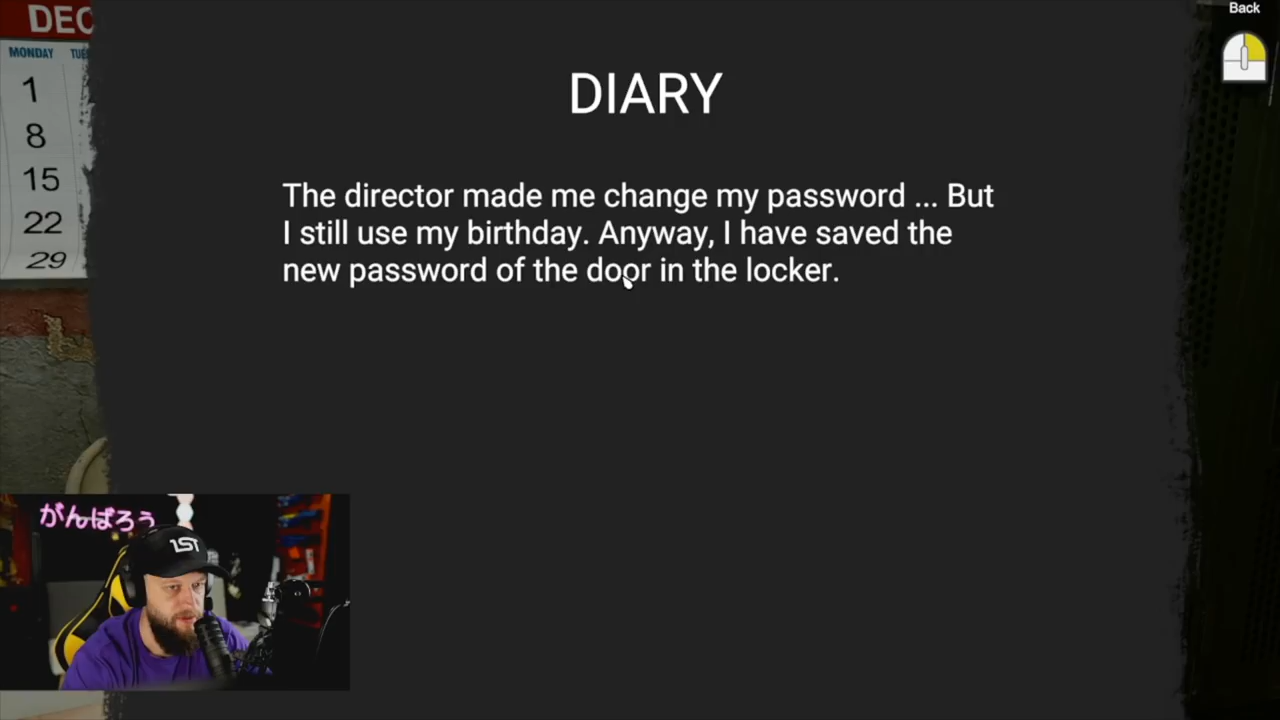 Back
DEC
MONDAY TUE
DIARY
1
8
15
22
29
The director made me change my password ... But
I still use my birthday. Anyway, I have saved the
new password of the door in the locker.
がんばろう
1ST